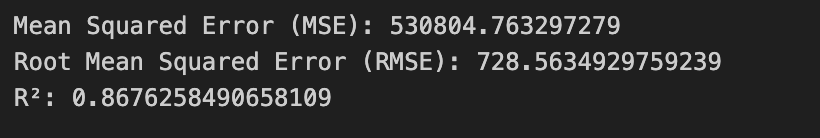 Mean Squared Error (MSE): 530804.763297279
Root Mean Squared Error (RMSE): 728.5634929759239
R²: 0.8676258490658109